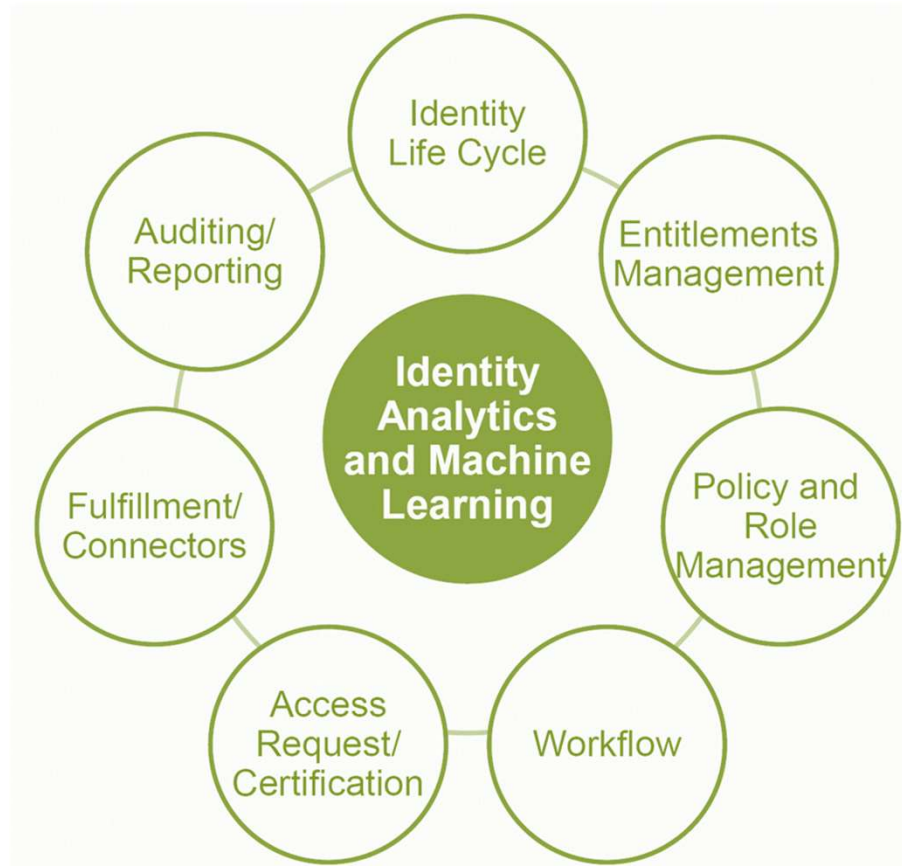 Identity
Life Cycle
Entitlements
Management
Policy and
Role
Management
Workflow
Access
Request/
Certification
Fulfillment/
Connectors
Auditing/
Reporting
Identity
Analytics
and Machine
Learning